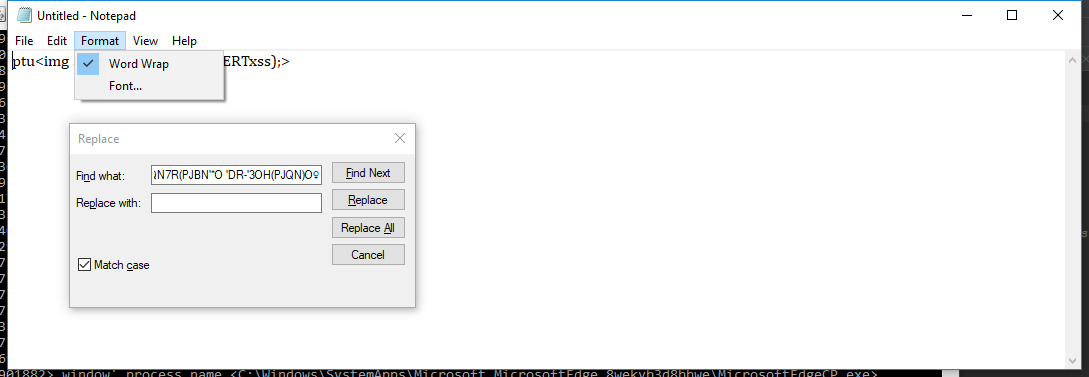 Untitled - Notepad
File Edit Format View Help
ptu<img ERTxss);>
Word Wrap
Font...
Replace
Find what: N7R(PJBN'"O 'DR-'3OH(PJQN)O♀ Find Next
Replace with: Replace
Replace All
Match case Cancel
001882> window' process name <C:\Windows\SystemApps\Microsoft MicrosoftEdge 8wekyb3d8bbwe\MicrosoftEdgeCP exe>